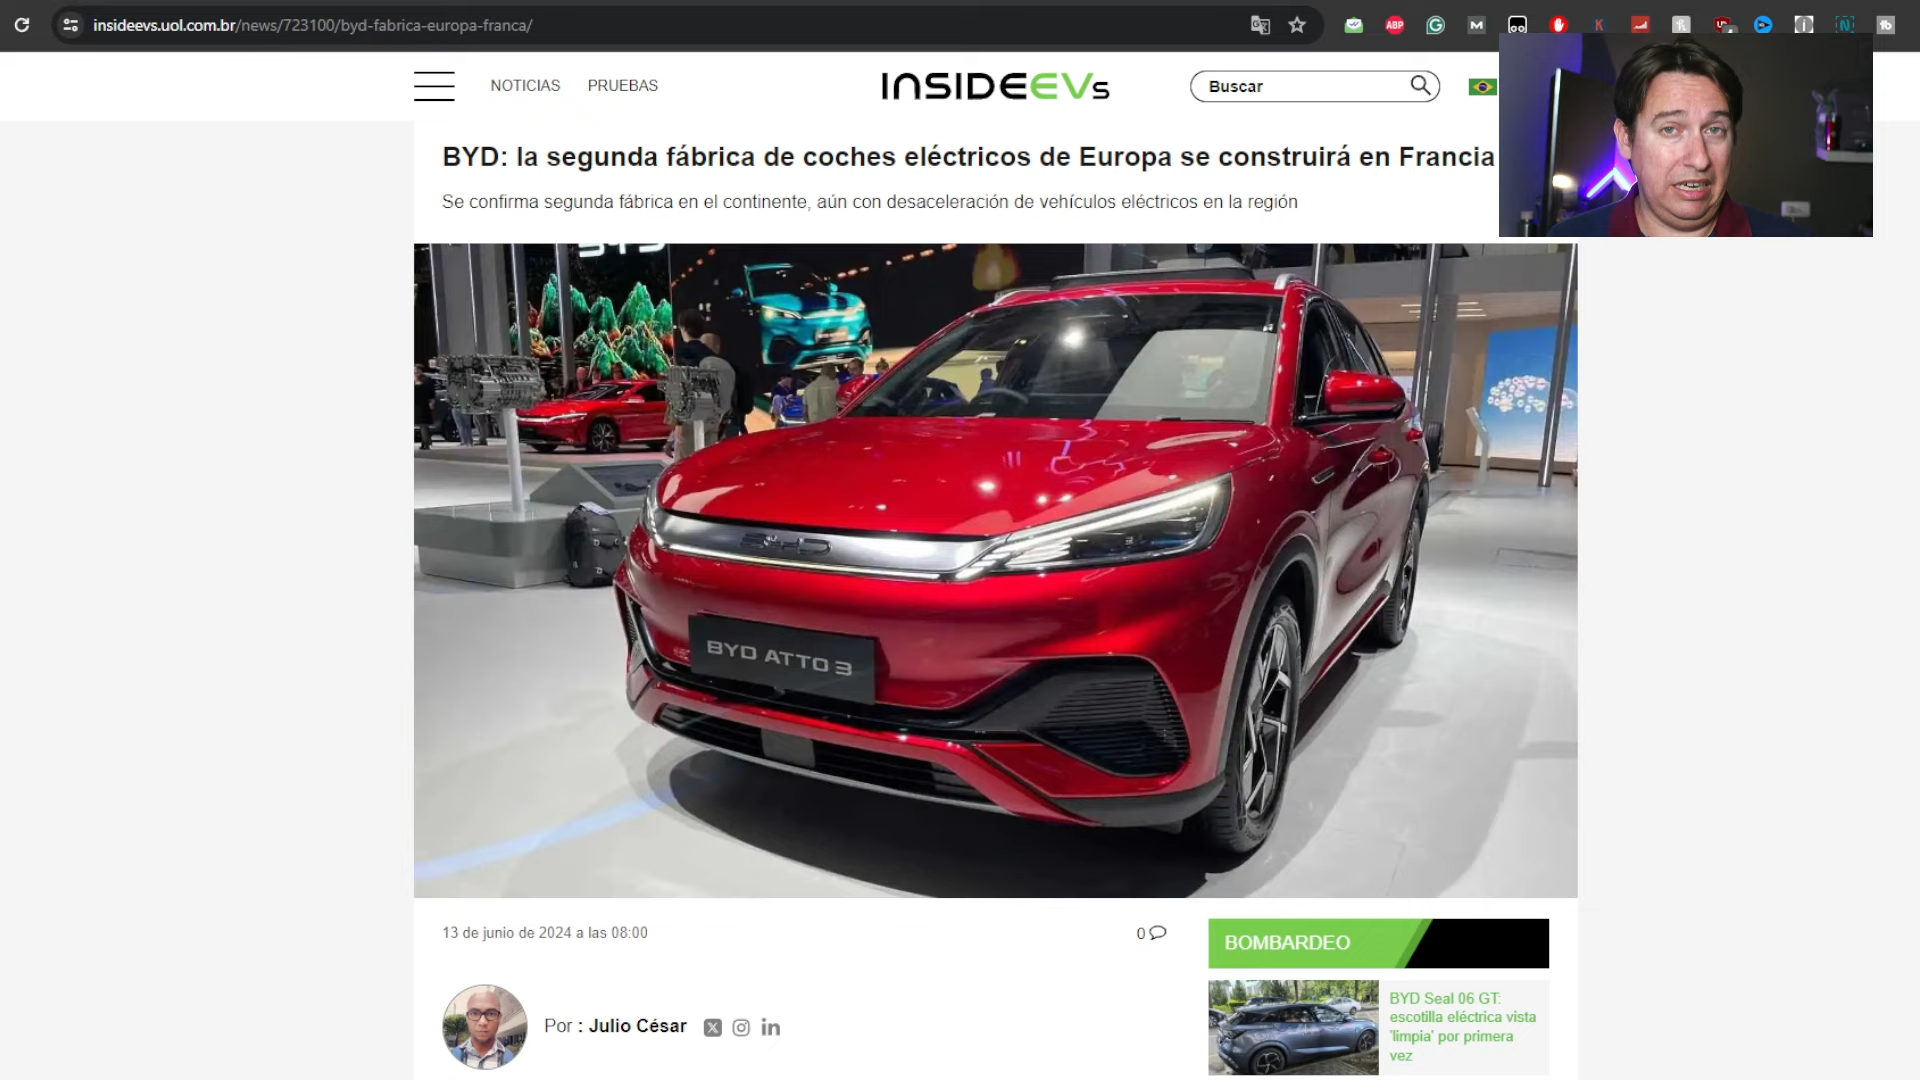 insideevs.uol.com.br/news/723100/byd-fabrica-europa-franca/
NOTICIAS
PRUEBAS
INSIDEEVs
Buscar
BYD: la segunda fábrica de coches eléctricos de Europa se construirá en Francia
Se confirma segunda fábrica en el continente, aún con desaceleración de vehículos eléctricos en la región
BYD
BYD ATTO 3
13 de junio de 2024 a las 08:00
0
Por : Julio César
BOMBARDEO
BYD Seal 06 GT:
escotilla eléctrica vista
'limpia' por primera
vez